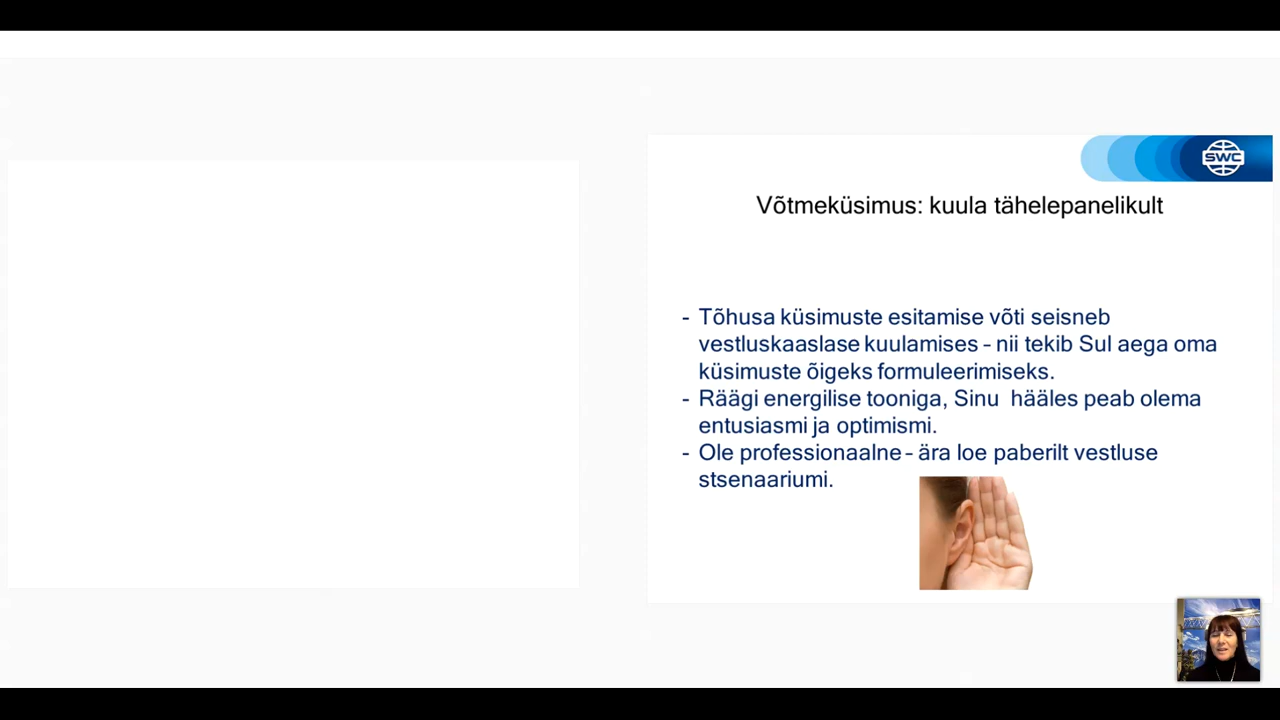 SWC
Võtmeküsimus: kuula tähelepanelikult
- Tõhusa küsimuste esitamise võti seisneb
vestluskaaslase kuulamises – nii tekib Sul aega oma
küsimuste õigeks formuleerimiseks.
- Räägi energilise tooniga, Sinu hääles peab olema
entusiasmi ja optimismi.
- Ole professionaalne – ära loe paberilt vestluse
stsenaariumi.